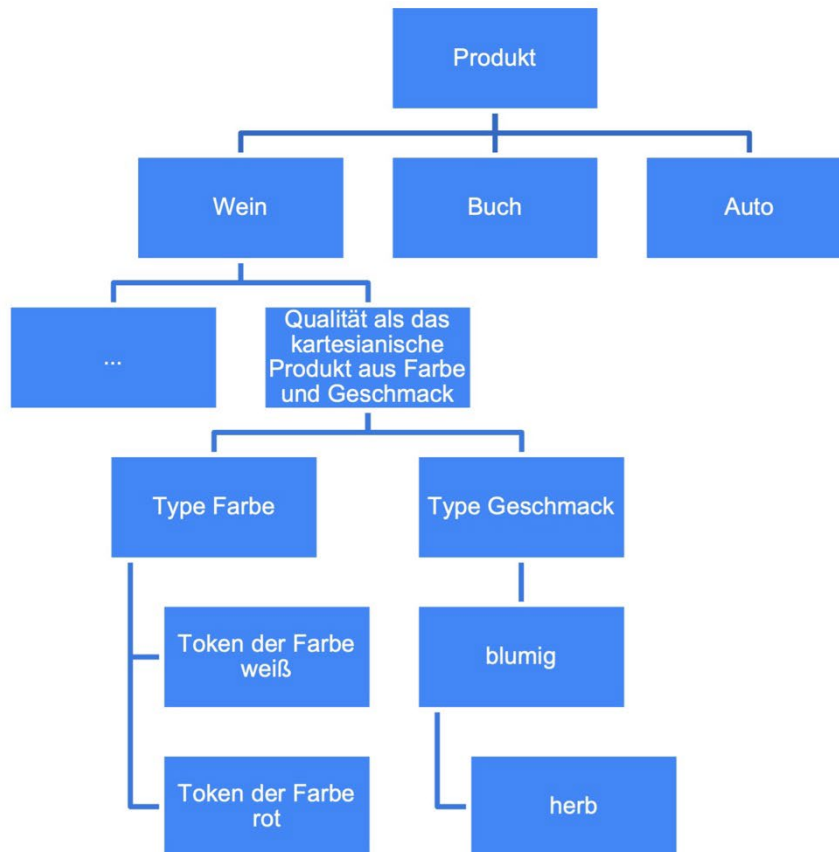 Produkt
Wein
Buch
Auto
...
Qualität als das
kartesianische
Produkt aus Farbe
und Geschmack
Type Farbe
Type Geschmack
Token der Farbe
weiß
blumig
Token der Farbe
rot
herb